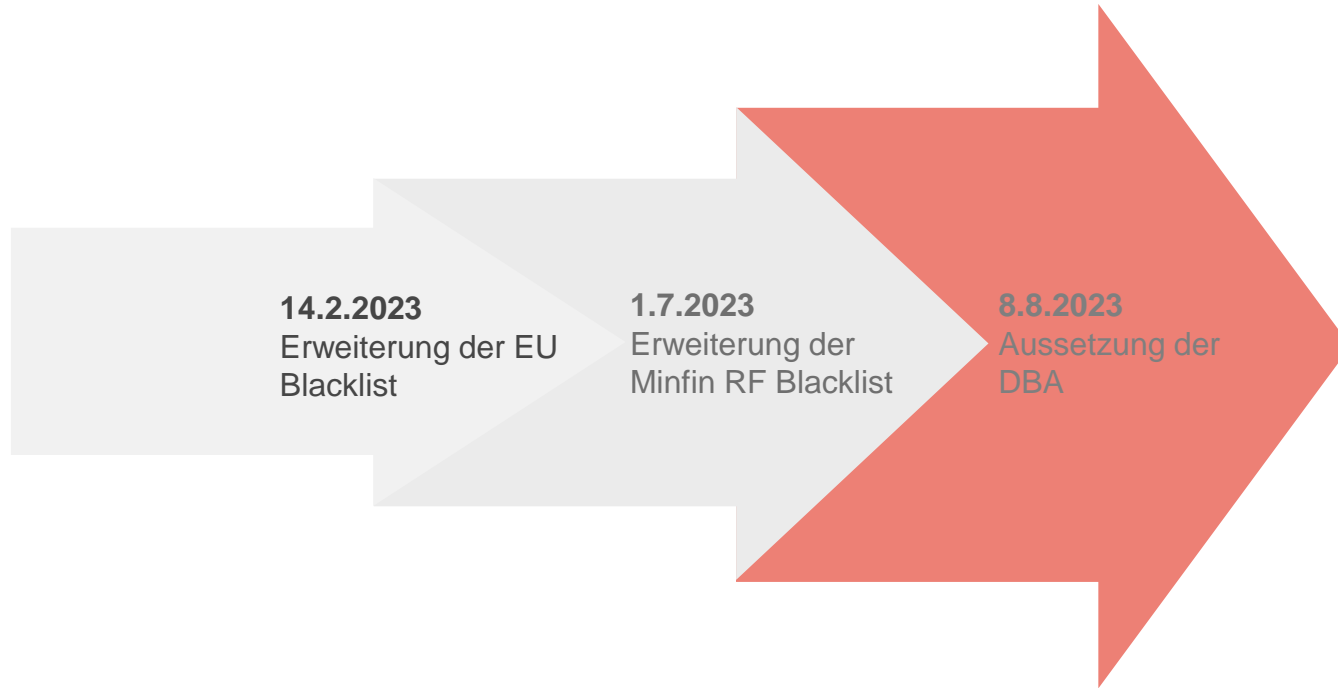 14.2.2023
Erweiterung der EU
Blacklist
1.7.2023
Erweiterung der
Minfin RF Blacklist
8.8.2023
Aussetzung der
DBA